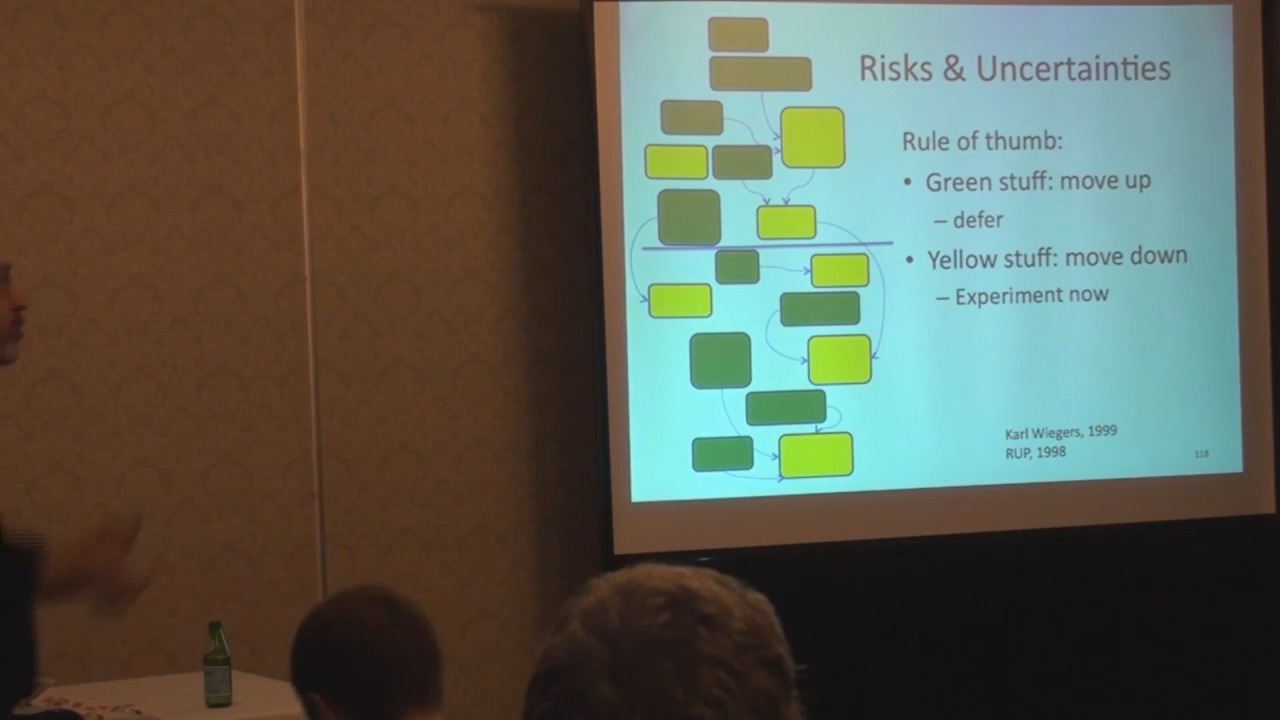 Risks & Uncertainties
Rule of thumb:
• Green stuff: move up
– defer
• Yellow stuff: move down
– Experiment now
Karl Wiegers, 1999
RUP, 1998
118